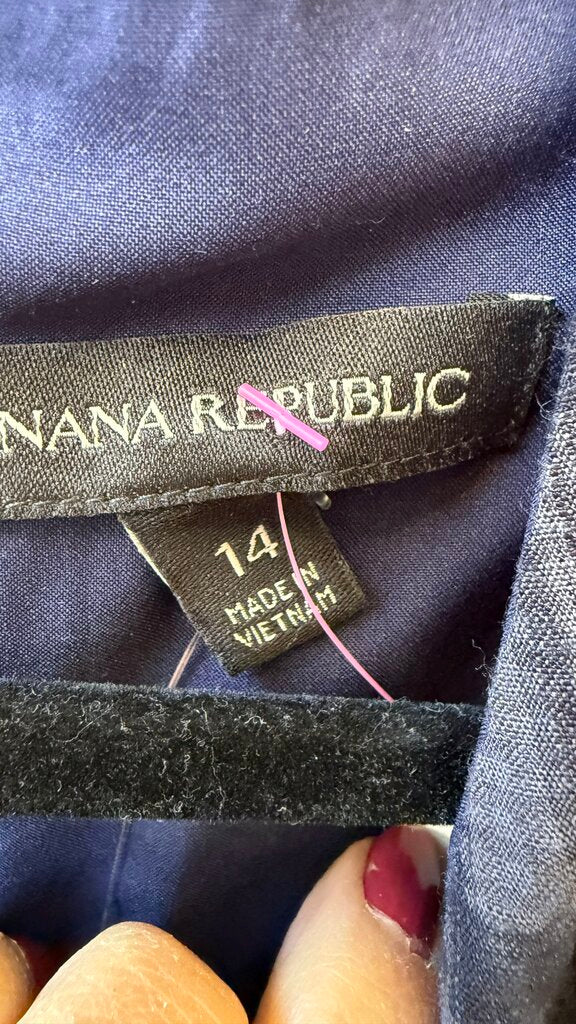 NANA REPUBLIC
14
MADE IN
VIETNAM